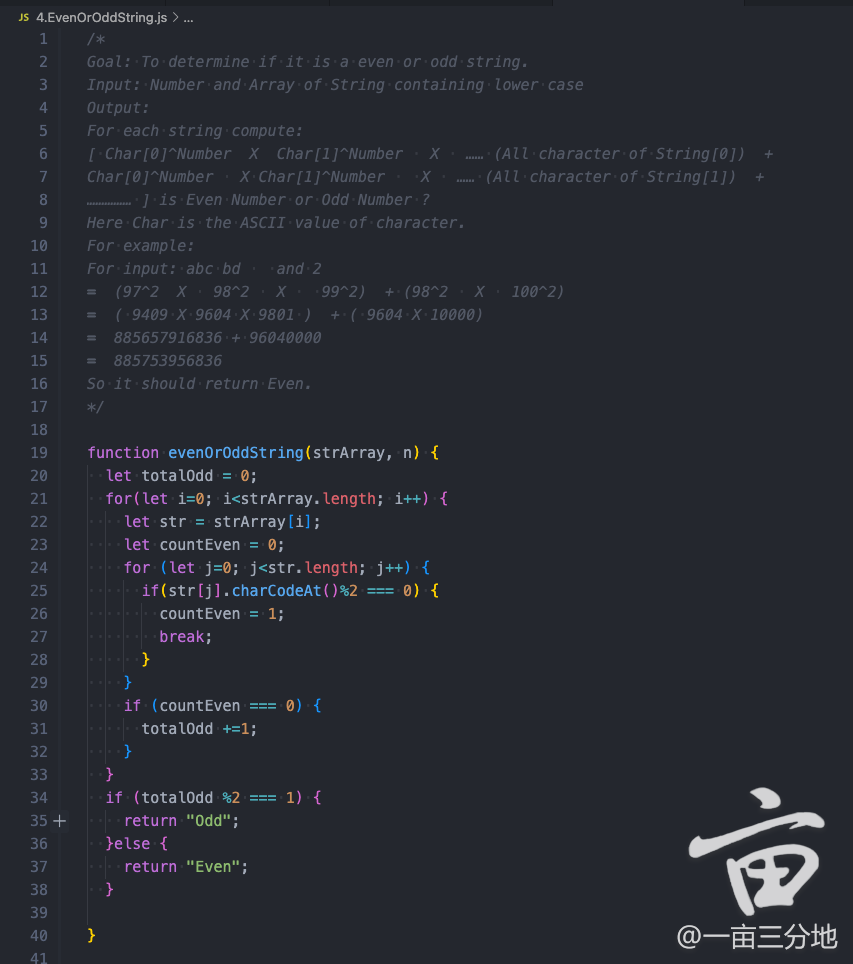 JS 4.EvenOrOddString.js > ...
1 /*
2 Goal: To determine if it is a even or odd string.
3 Input: Number and Array of String containing lower case
4 Output:
5 For each string compute:
6 [ Char[0]^Number  X  Char[1]^Number   X   …… (All character of String[0])  +
7 Char[0]^Number   X Char[1]^Number    X   …… (All character of String[1])  +
8 …………… ] is Even Number or Odd Number ?
9 Here Char is the ASCII value of character.
10 For example:
11 For input: abc bd    and 2
12 =  (97^2  X   98^2   X    99^2)  + (98^2   X   100^2)
13 =  ( 9409 X 9604 X 9801 )  + ( 9604 X 10000)
14 =  885657916836 + 96040000
15 =  885753956836
16 So it should return Even.
17 */
18
19 function evenOrOddString(strArray, n) {
20   let totalOdd = 0;
21   for(let i=0; i<strArray.length; i++) {
22     let str = strArray[i];
23     let countEven = 0;
24     for (let j=0; j<str.length; j++) {
25       if(str[j].charCodeAt()%2 === 0) {
26         countEven = 1;
27         break;
28       }
29     }
30     if (countEven === 0) {
31       totalOdd +=1;
32     }
33   }
34   if (totalOdd %2 === 1) {
35 +     return "Odd";
36   }else {
37     return "Even";
38   }
39
40 }
41
亩
@一亩三分地